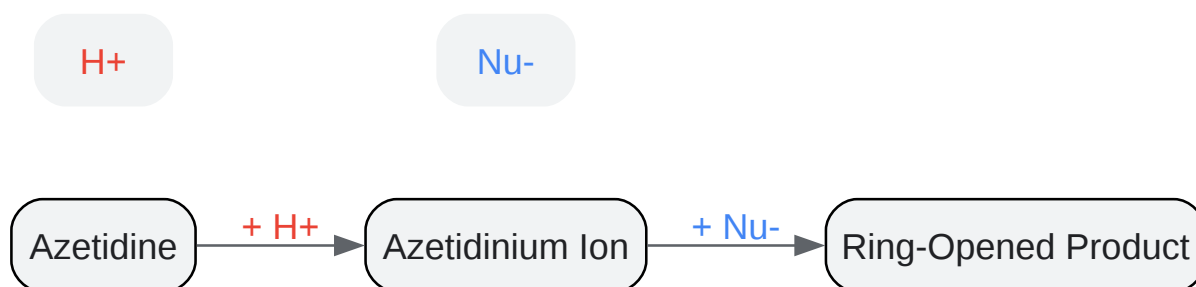 H+
Nu-
Azetidine
+ H+
Azetidinium Ion
+ Nu-
Ring-Opened Product